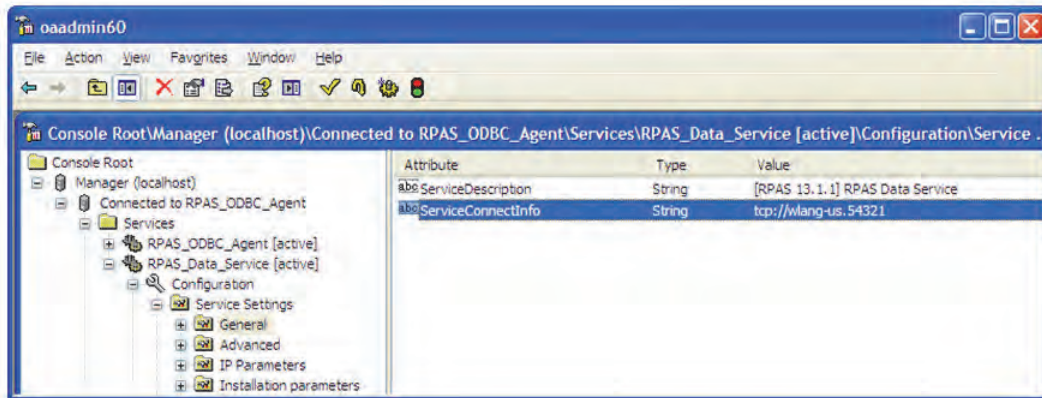 oaadmin60
File Action View Favorites Window Help
Console Root\Manager (localhost)\Connected to RPAS_ODBC_Agent\Services\RPAS_Data_Service [active]\Configuration\Service .
Console Root
Manager (localhost)
Connected to RPAS_ODBC_Agent
Services
RPAS_ODBC_Agent [active]
RPAS_Data_Service [active]
Configuration
Service Settings
General
Advanced
IP Parameters
Installation parameters
Attribute Type Value
abc ServiceDescription String [RPAS 13.1.1] RPAS Data Service
abc ServiceConnectInfo String tcp://wlang-us.54321